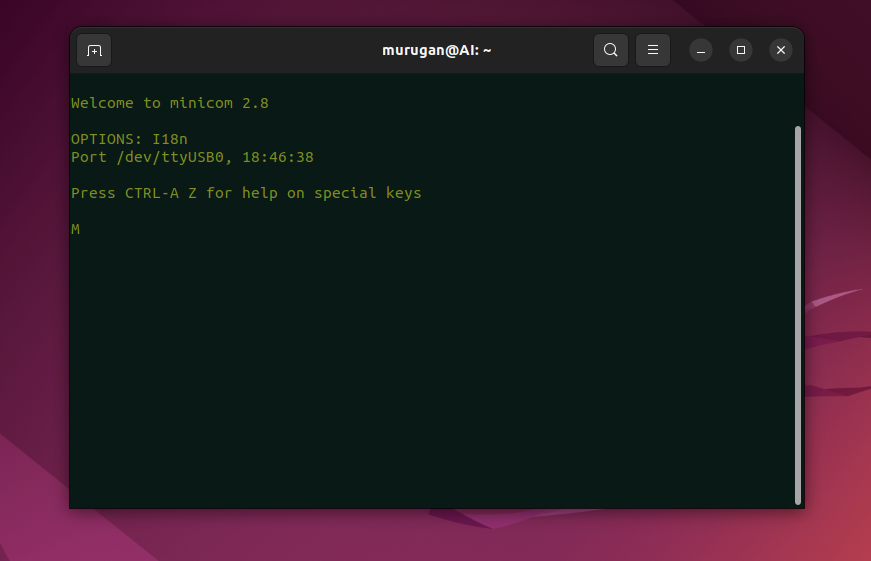 murugan@AI: ~
Welcome to minicom 2.8
OPTIONS: I18n
Port /dev/ttyUSB0, 18:46:38
Press CTRL-A Z for help on special keys
M